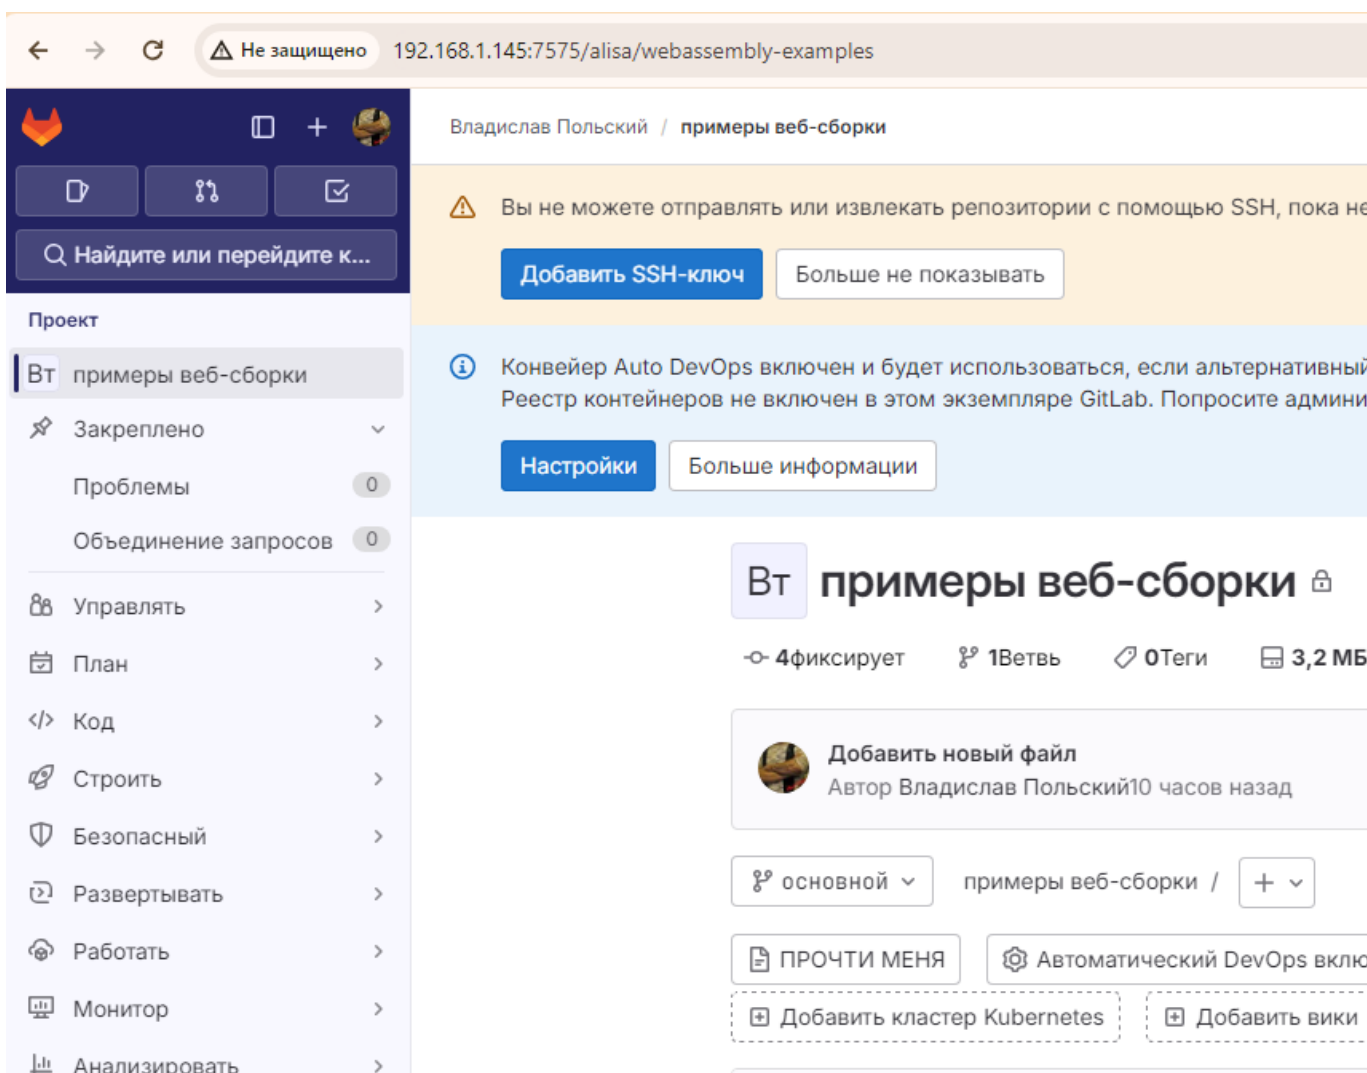 Не защищено 192.168.1.145:7575/alisa/webassembly-examples
Владислав Польский / примеры веб-сборки
Найдите или перейдите к...
Проект
Вт примеры веб-сборки
Закреплено
Проблемы 0
Объединение запросов 0
Управлять
План
Код
Строить
Безопасный
Развертывать
Работать
Монитор
Анализировать
Вы не можете отправлять или извлекать репозитории с помощью SSH, пока не
Добавить SSH-ключ Больше не показывать
Конвейер Auto DevOps включен и будет использоваться, если альтернативный
Реестр контейнеров не включен в этом экземпляре GitLab. Попросите админи
Настройки Больше информации
Вт примеры веб-сборки
4фиксирует 1Ветвь 0Теги 3,2 МБ
Добавить новый файл
Автор Владислав Польский10 часов назад
основной примеры веб-сборки /
ПРОЧТИ МЕНЯ Автоматический DevOps вклю
Добавить кластер Kubernetes Добавить вики